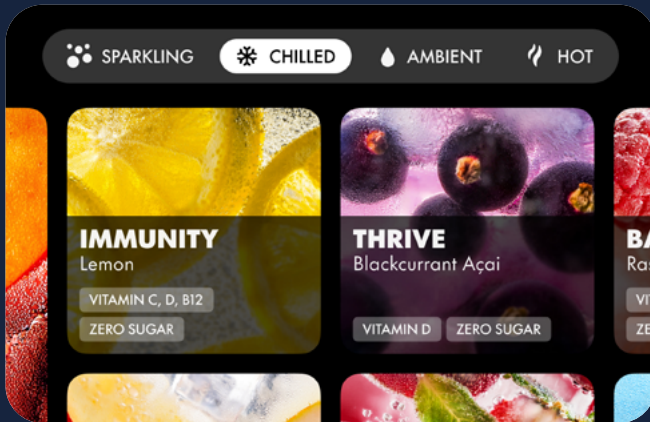 SPARKLING
CHILLED
AMBIENT
HOT
IMMUNITY
Lemon
VITAMIN C, D, B12
ZERO SUGAR
THRIVE
Blackcurrant Açai
VITAMIN D
ZERO SUGAR